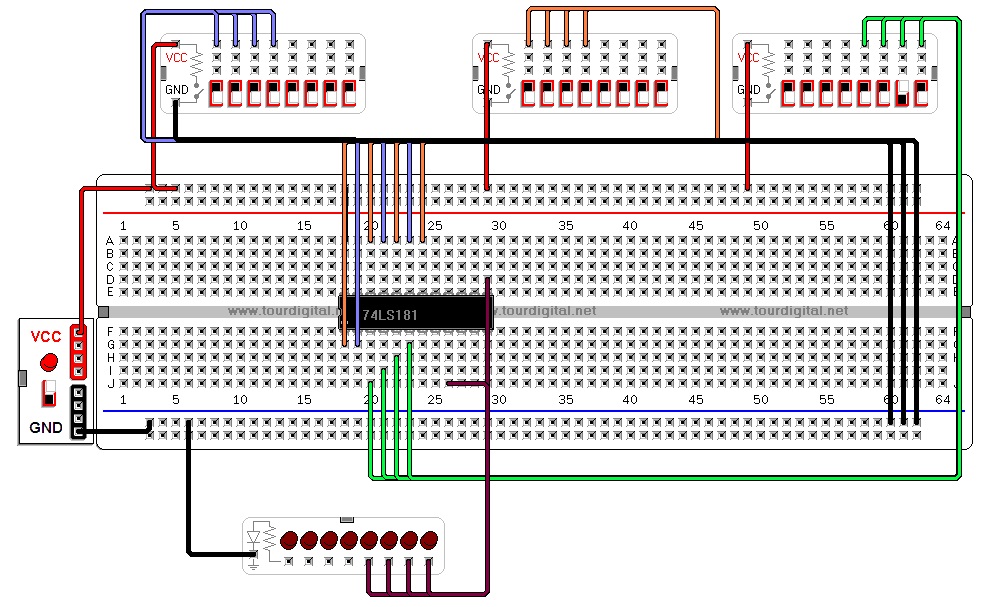 VCC
GND
VCC
GND
VCC
GND
1 5 10 15 20 25 30 35 40 45 50 55 60 64
A A
B B
C C
D D
E E
www.tourdigital.net www.tourdigital.net www.tourdigital.net
74LS181
VCC
GND
F F
G G
H H
I I
J J
1 5 10 15 20 25 30 35 40 45 50 55 60 64